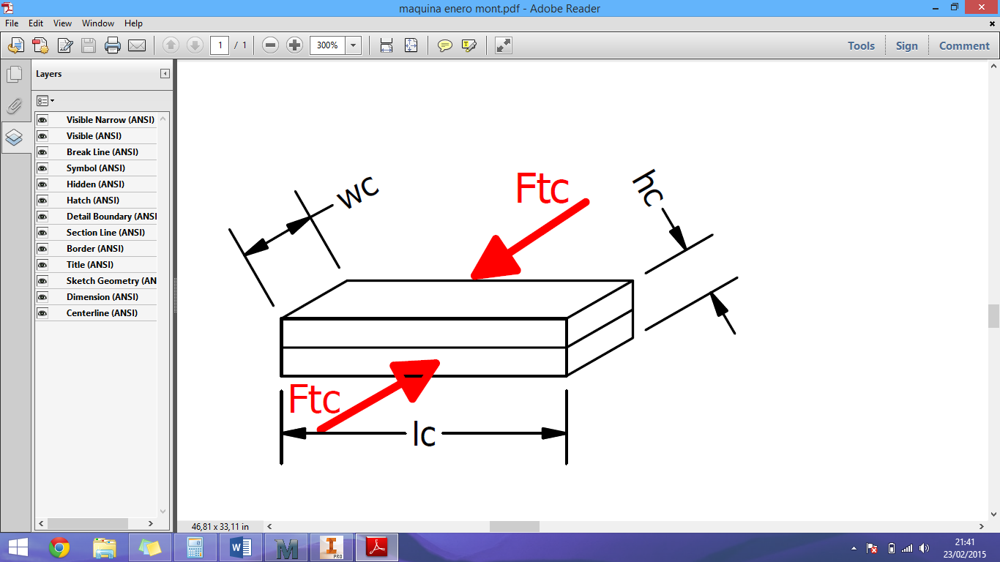 maquina enero mont.pdf - Adobe Reader
File Edit View Window Help
1 / 1 300% Tools Sign Comment
Layers
Visible Narrow (ANSI)
Visible (ANSI)
Break Line (ANSI)
Symbol (ANSI)
Hidden (ANSI)
Hatch (ANSI)
Detail Boundary (ANSI
Section Line (ANSI)
Border (ANSI)
Title (ANSI)
Sketch Geometry (AN
Dimension (ANSI)
Centerline (ANSI)
wc
Ftc
hc
Ftc
lc
46,81 x 33,11 in
PRO
21:41
23/02/2015